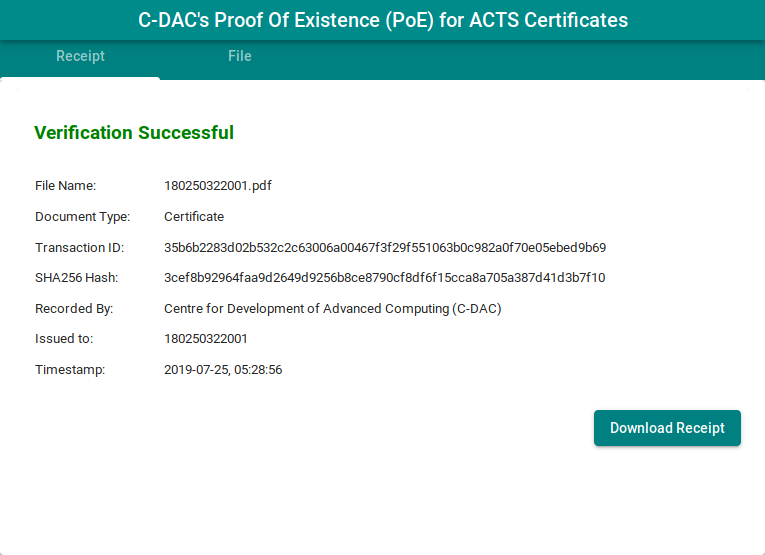 C-DAC's Proof Of Existence (PoE) for ACTS Certificates
Receipt File
Verification Successful
File Name: 180250322001.pdf
Document Type: Certificate
Transaction ID: 35b6b2283d02b532c2c63006a00467f3f29f551063b0c982a0f70e05ebed9b69
SHA256 Hash: 3cef8b92964faa9d2649d9256b8ce8790cf8df6f15cca8a705a387d41d3b7f10
Recorded By: Centre for Development of Advanced Computing (C-DAC)
Issued to: 180250322001
Timestamp: 2019-07-25, 05:28:56
Download Receipt